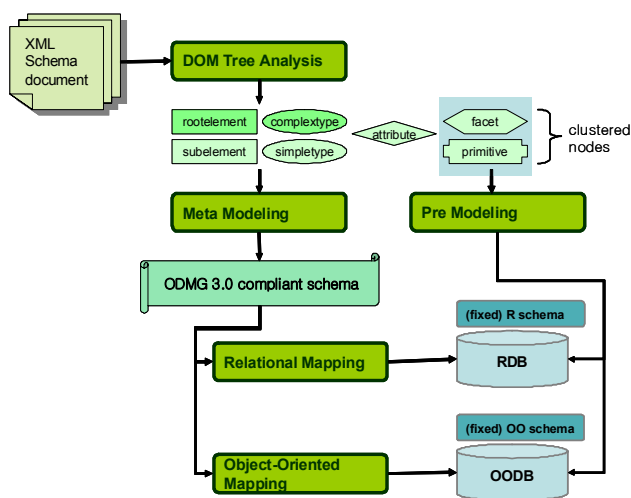 XML
Schema
document
DOM Tree Analysis
rootelement
complextype
attribute
facet
clustered
nodes
subelement
simpletype
primitive
Meta Modeling
Pre Modeling
ODMG 3.0 compliant schema
(fixed) R schema
Relational Mapping
RDB
(fixed) OO schema
Object-Oriented
Mapping
OODB